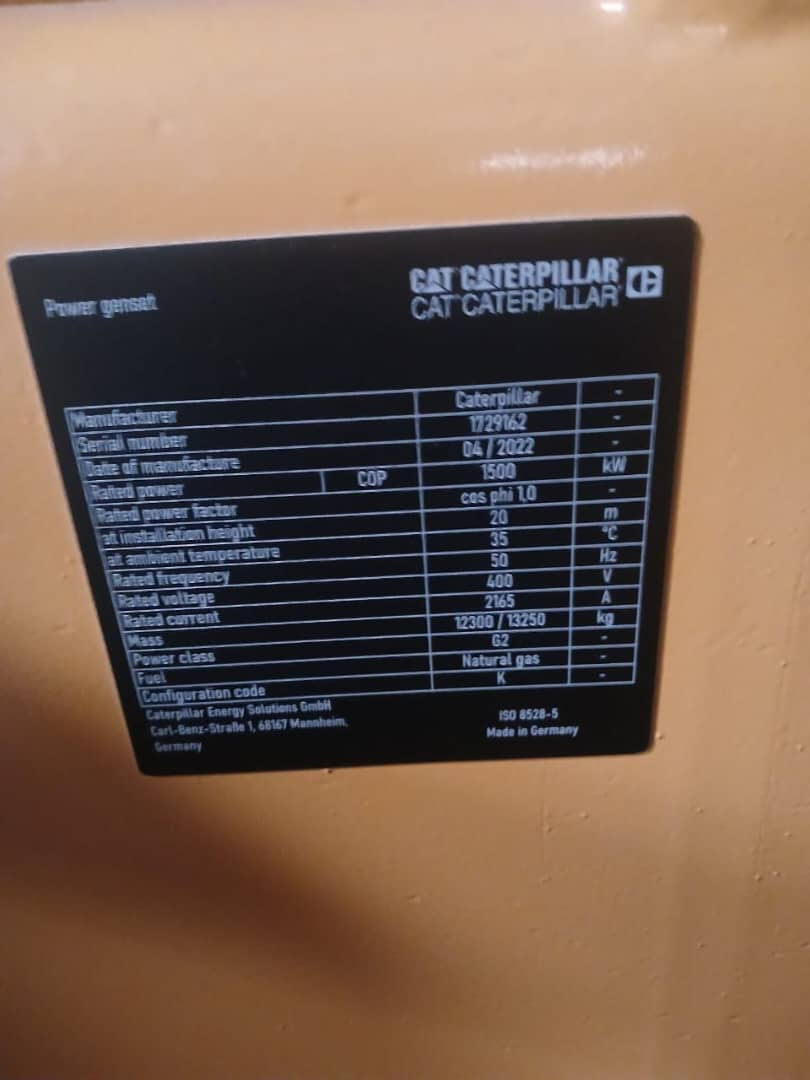 Power genset
CAT CATERPILLAR
CAT CATERPILLAR
Manufacturer Caterpillar -
Serial number 1729162 -
Date of manufacture 04 / 2022 -
Rated power COP 1500 kW
Rated power factor cos phi 1,0 -
at installation height 20 m
at ambient temperature 35 °C
Rated frequency 50 Hz
Rated voltage 400 V
Rated current 2165 A
Mass 12300 / 13250 kg
Power class G2 -
Fuel Natural gas -
Configuration code K -
Caterpillar Energy Solutions GmbH
Carl-Benz-Straße 1, 68167 Mannheim,
Germany
ISO 8528-5
Made in Germany